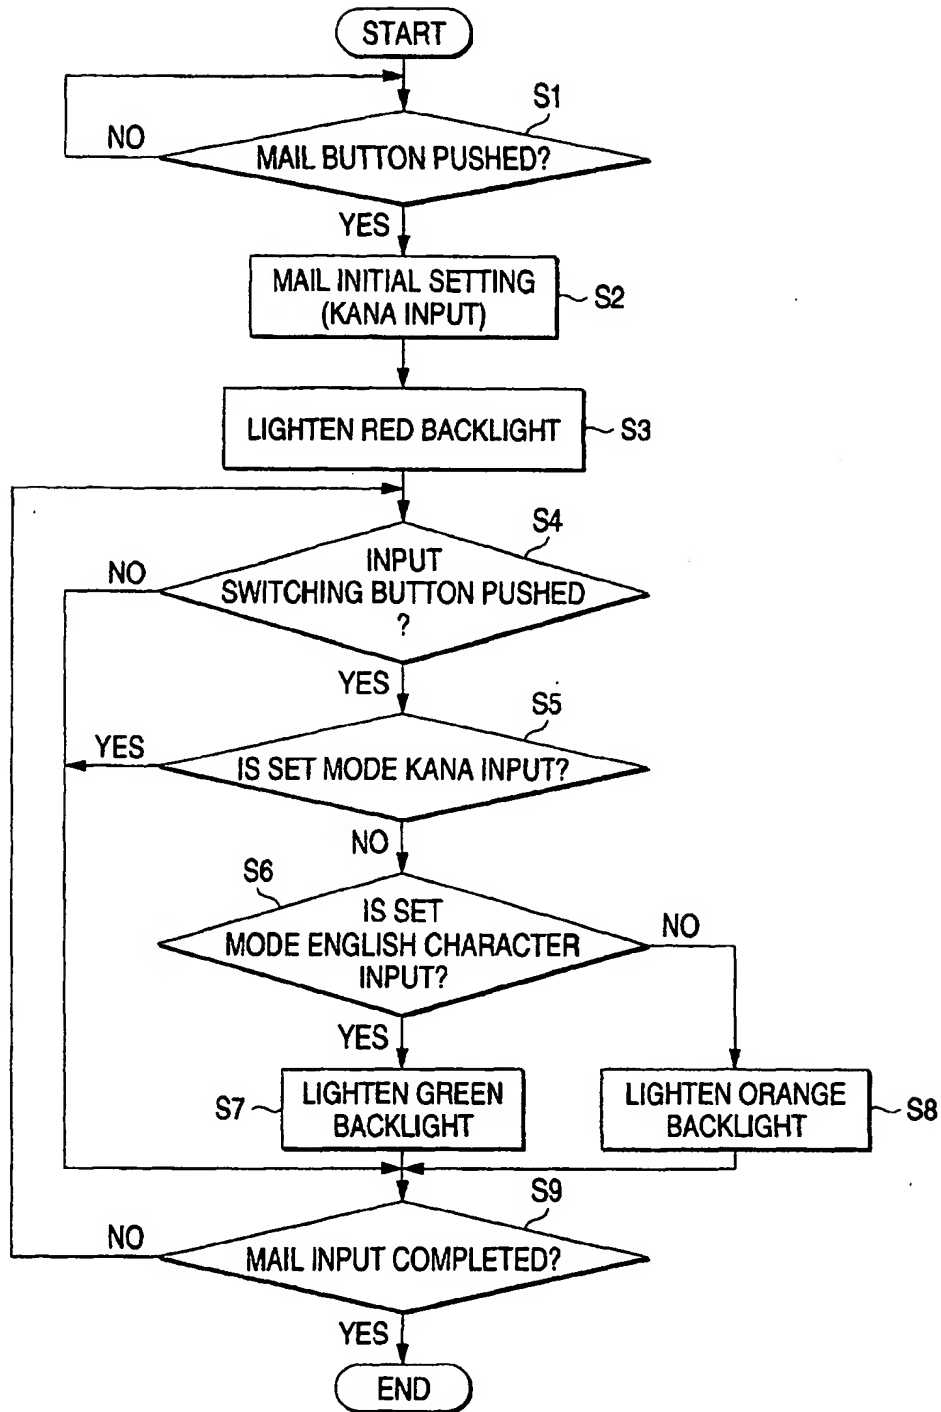 START
S1
NO
MAIL BUTTON PUSHED?
YES
MAIL INITIAL SETTING
(KANA INPUT)
S2
LIGHTEN RED BACKLIGHT
S3
S4
NO
INPUT
SWITCHING BUTTON PUSHED
?
YES
S5
YES
IS SET MODE KANA INPUT?
NO
S6
IS SET
MODE ENGLISH CHARACTER
INPUT?
NO
YES
S7
LIGHTEN GREEN
BACKLIGHT
LIGHTEN ORANGE
BACKLIGHT
S8
S9
NO
MAIL INPUT COMPLETED?
YES
END